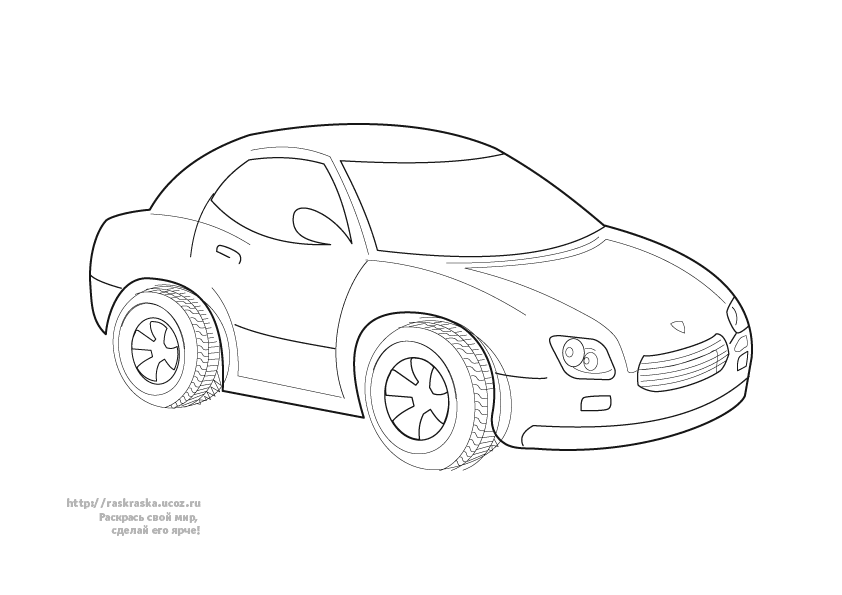 http://raskraska.ucoz.ru
Раскрась свой мир,
сделай его ярче!